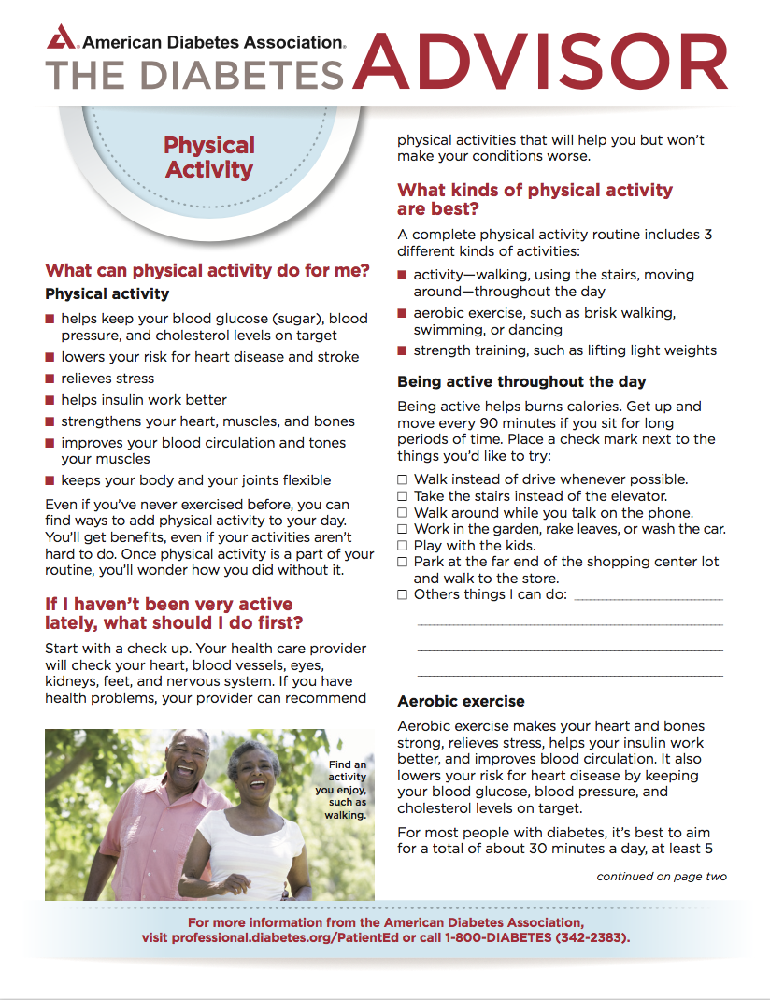 American Diabetes Association®
THE DIABETES ADVISOR
Physical
Activity
What can physical activity do for me?
Physical activity
■ helps keep your blood glucose (sugar), blood
pressure, and cholesterol levels on target
■ lowers your risk for heart disease and stroke
■ relieves stress
■ helps insulin work better
■ strengthens your heart, muscles, and bones
■ improves your blood circulation and tones
your muscles
■ keeps your body and your joints flexible
Even if you've never exercised before, you can
find ways to add physical activity to your day.
You'll get benefits, even if your activities aren't
hard to do. Once physical activity is a part of your
routine, you'll wonder how you did without it.
If I haven't been very active
lately, what should I do first?
Start with a check up. Your health care provider
will check your heart, blood vessels, eyes,
kidneys, feet, and nervous system. If you have
health problems, your provider can recommend
Find an
activity
you enjoy,
such as
walking.
physical activities that will help you but won't
make your conditions worse.
What kinds of physical activity
are best?
A complete physical activity routine includes 3
different kinds of activities:
■ activity—walking, using the stairs, moving
around—throughout the day
■ aerobic exercise, such as brisk walking,
swimming, or dancing
■ strength training, such as lifting light weights
Being active throughout the day
Being active helps burns calories. Get up and
move every 90 minutes if you sit for long
periods of time. Place a check mark next to the
things you'd like to try:
☐ Walk instead of drive whenever possible.
☐ Take the stairs instead of the elevator.
☐ Walk around while you talk on the phone.
☐ Work in the garden, rake leaves, or wash the car.
☐ Play with the kids.
☐ Park at the far end of the shopping center lot
and walk to the store.
☐ Others things I can do:
Aerobic exercise
Aerobic exercise makes your heart and bones
strong, relieves stress, helps your insulin work
better, and improves blood circulation. It also
lowers your risk for heart disease by keeping
your blood glucose, blood pressure, and
cholesterol levels on target.
For most people with diabetes, it's best to aim
for a total of about 30 minutes a day, at least 5
continued on page two
For more information from the American Diabetes Association,
visit professional.diabetes.org/PatientEd or call 1-800-DIABETES (342-2383).